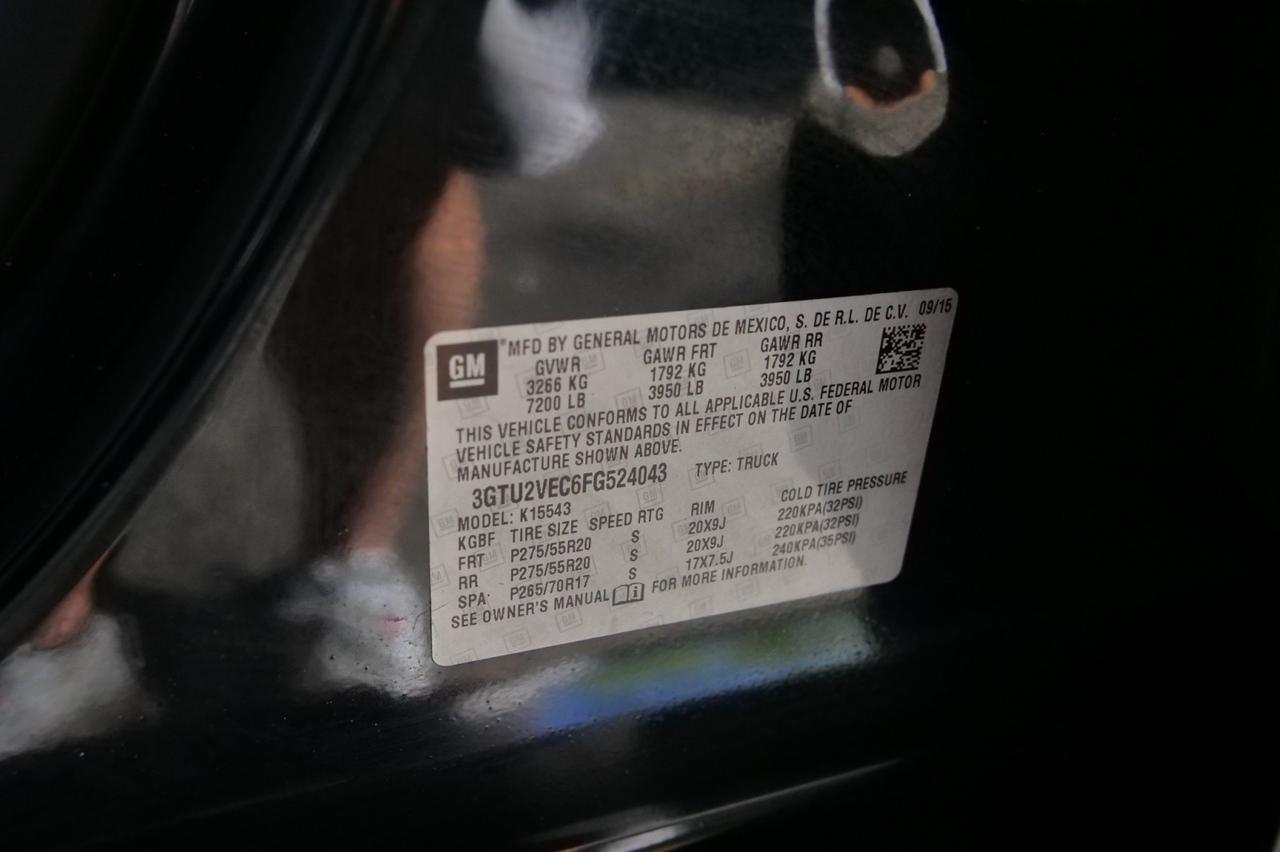 GM
®MFD BY GENERAL MOTORS DE MEXICO, S. DE R.L. DE C.V. 09/15
GVWR GAWR FRT GAWR RR
3266 KG 1792 KG 1792 KG
7200 LB 3950 LB 3950 LB
THIS VEHICLE CONFORMS TO ALL APPLICABLE U.S. FEDERAL MOTOR
VEHICLE SAFETY STANDARDS IN EFFECT ON THE DATE OF
MANUFACTURE SHOWN ABOVE.
3GTU2VEC6FG524043 TYPE: TRUCK
MODEL: K15543
KGBF TIRE SIZE SPEED RTG RIM COLD TIRE PRESSURE
FRT P275/55R20 S 20X9J 220KPA(32PSI)
RR P275/55R20 S 20X9J 220KPA(32PSI)
SPA: P265/70R17 S 17X7.5J 240KPA(35PSI)
SEE OWNER'S MANUAL FOR MORE INFORMATION.